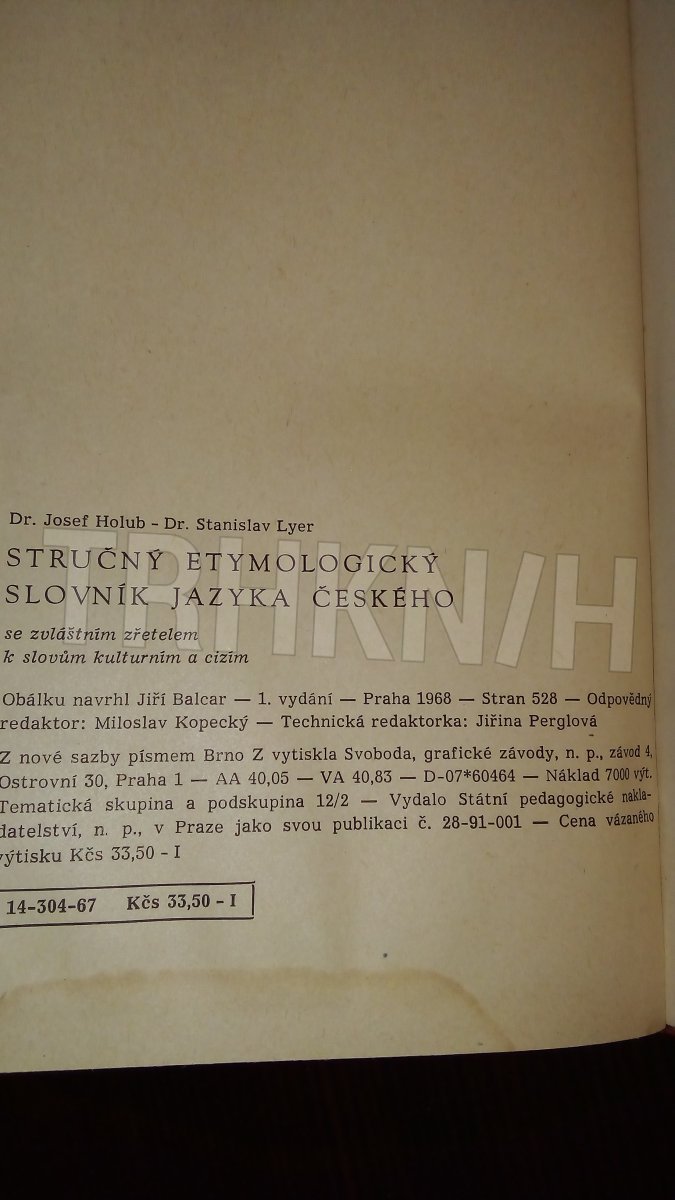 Dr. Josef Holub - Dr. Stanislav Lyer
STRUČNÝ ETYMOLOGICKÝ
SLOVNÍK JAZYKA ČESKÉHO
se zvláštním zřetelem
k slovům kulturním a cizím
Obálku navrhl Jiří Balcar — 1. vydání — Praha 1968 — Stran 528 — Odpovědný
redaktor: Miloslav Kopecký — Technická redaktorka: Jiřina Perglová
Z nové sazby písmem Brno Z vytiskla Svoboda, grafické závody, n. p., závod 4,
Ostrovní 30, Praha 1 — AA 40,05 — VA 40,83 — D-07*60464 — Náklad 7000 výt.
Tematická skupina a podskupina 12/2 — Vydalo Státní pedagogické nakla-
datelství, n. p., v Praze jako svou publikaci č. 28-91-001 — Cena vázaného
výtisku Kčs 33,50 - I
14-304-67 Kčs 33,50 - I
TRHKN/H